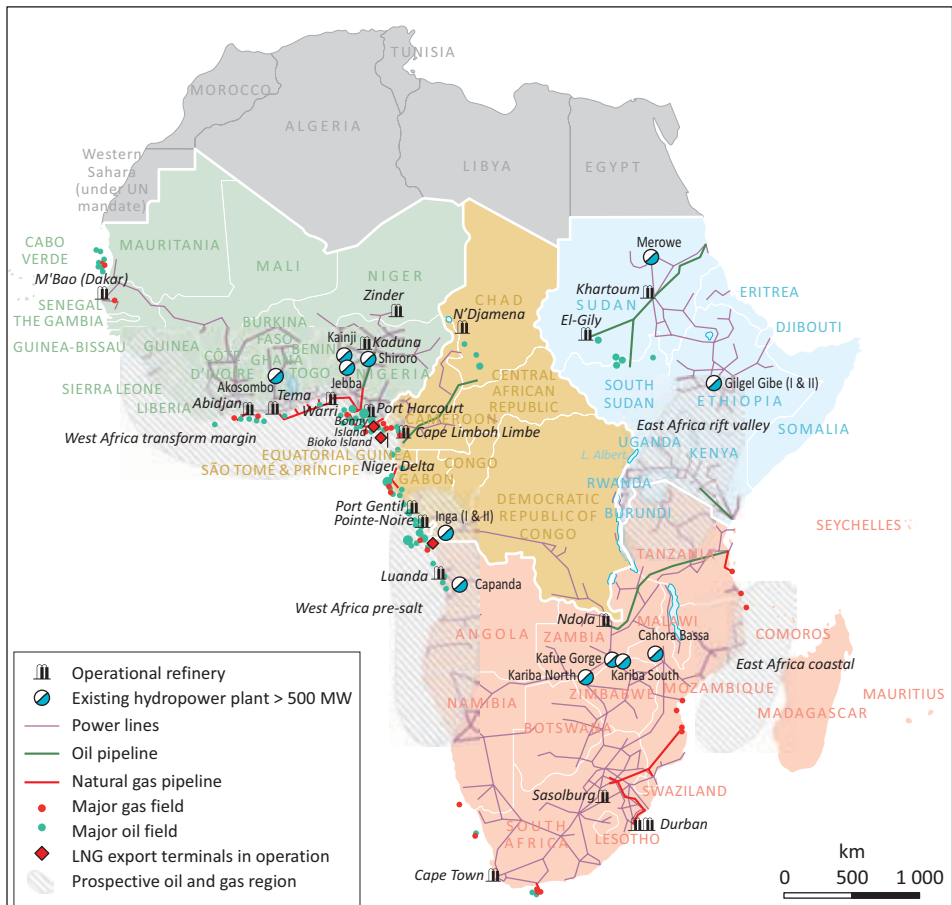 TUNISIA
MOROCCO
ALGERIA
LIBYA
EGYPT
Western
Sahara
(under UN
mandate)
CABO
VERDE
MAURITANIA
MALI
NIGER
CHAD
SUDAN
ERITREA
DJIBOUTI
Merowe
Khartoum
El-Gily
M'Bao (Dakar)
SENEGAL
THE GAMBIA
GUINEA-BISSAU
GUINEA
SIERRA LEONE
LIBERIA
CÔTE
D'IVOIRE
BURKINA
FASO
GHANA
TOGO
BENIN
NIGERIA
Zinder
N'Djamena
Kainji
Kaduna
Shiroro
Jebba
Akosombo
Tema
Abidjan
Warri
Port Harcourt
Bonny
Island
Bioko Island
Cape Limboh Limbe
CAMEROON
CENTRAL
AFRICAN
REPUBLIC
SOUTH
SUDAN
Gilgel Gibe (I & II)
ETHIOPIA
SOMALIA
East Africa rift valley
UGANDA
KENYA
L. Albert
RWANDA
BURUNDI
West Africa transform margin
EQUATORIAL GUINEA
SÃO TOMÉ & PRÍNCIPE
Niger Delta
GABON
CONGO
DEMOCRATIC
REPUBLIC OF
CONGO
Port Gentil
Pointe-Noire
Inga (I & II)
Luanda
Capanda
West Africa pre-salt
SEYCHELLES
TANZANIA
ANGOLA
Ndola
ZAMBIA
MALAWI
Cahora Bassa
COMOROS
Kafue Gorge
Kariba North
Kariba South
East Africa coastal
ZIMBABWE
MOZAMBIQUE
MADAGASCAR
MAURITIUS
NAMIBIA
BOTSWANA
Sasolburg
SWAZILAND
SOUTH
AFRICA
LESOTHO
Durban
Cape Town
Operational refinery
Existing hydropower plant > 500 MW
Power lines
Oil pipeline
Natural gas pipeline
Major gas field
Major oil field
LNG export terminals in operation
Prospective oil and gas region
km
0 500 1 000